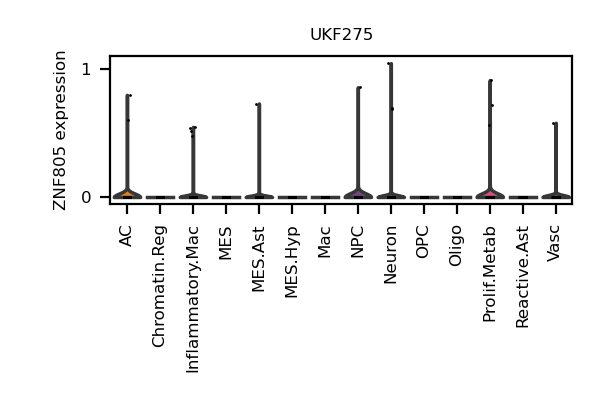 UKF275
ZNF805 expression
1
0
AC
Chromatin.Reg
Inflammatory.Mac
MES
MES.Ast
MES.Hyp
Mac
NPC
Neuron
OPC
Oligo
Prolif.Metab
Reactive.Ast
Vasc